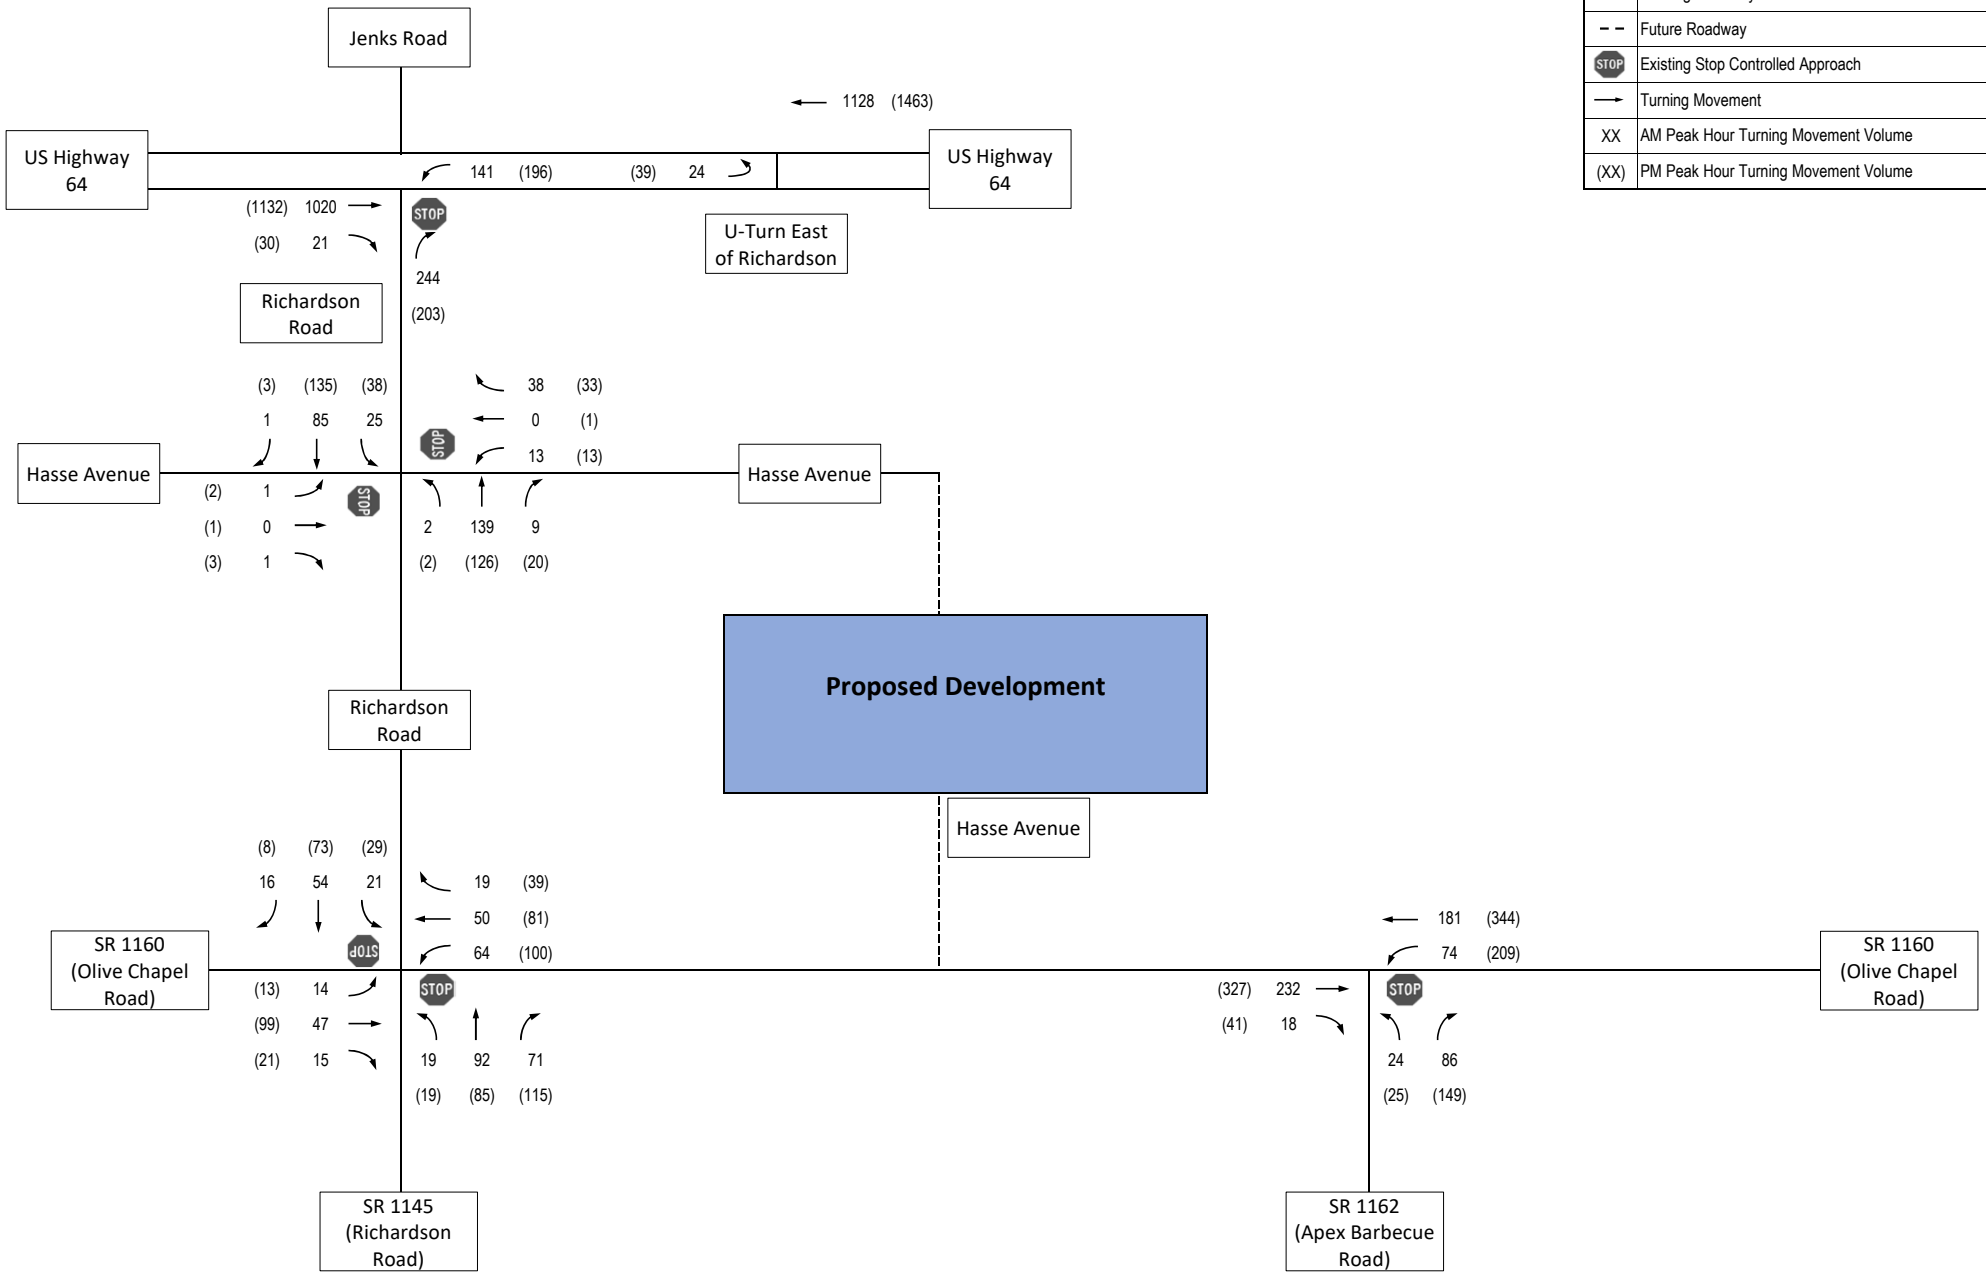 Future Roadway
STOP Existing Stop Controlled Approach
Turning Movement
XX AM Peak Hour Turning Movement Volume
(XX) PM Peak Hour Turning Movement Volume
Jenks Road
1128 (1463)
US Highway
64
141 (196) (39) 24
US Highway
64
(1132) 1020
STOP
(30) 21
244
(203)
U-Turn East
of Richardson
Richardson
Road
(3) (135) (38)
1 85 25
38 (33)
0 (1)
13 (13)
STOP
Hasse Avenue
Hasse Avenue
(2) 1
(1) 0
(3) 1
STOP
2 139 9
(2) (126) (20)
Proposed Development
Richardson
Road
Hasse Avenue
(8) (73) (29)
16 54 21
19 (39)
50 (81)
64 (100)
STOP
SR 1160
(Olive Chapel
Road)
(13) 14
(99) 47
(21) 15
STOP
19 92 71
(19) (85) (115)
181 (344)
74 (209)
SR 1160
(Olive Chapel
Road)
(327) 232
(41) 18
STOP
24 86
(25) (149)
SR 1145
(Richardson
Road)
SR 1162
(Apex Barbecue
Road)